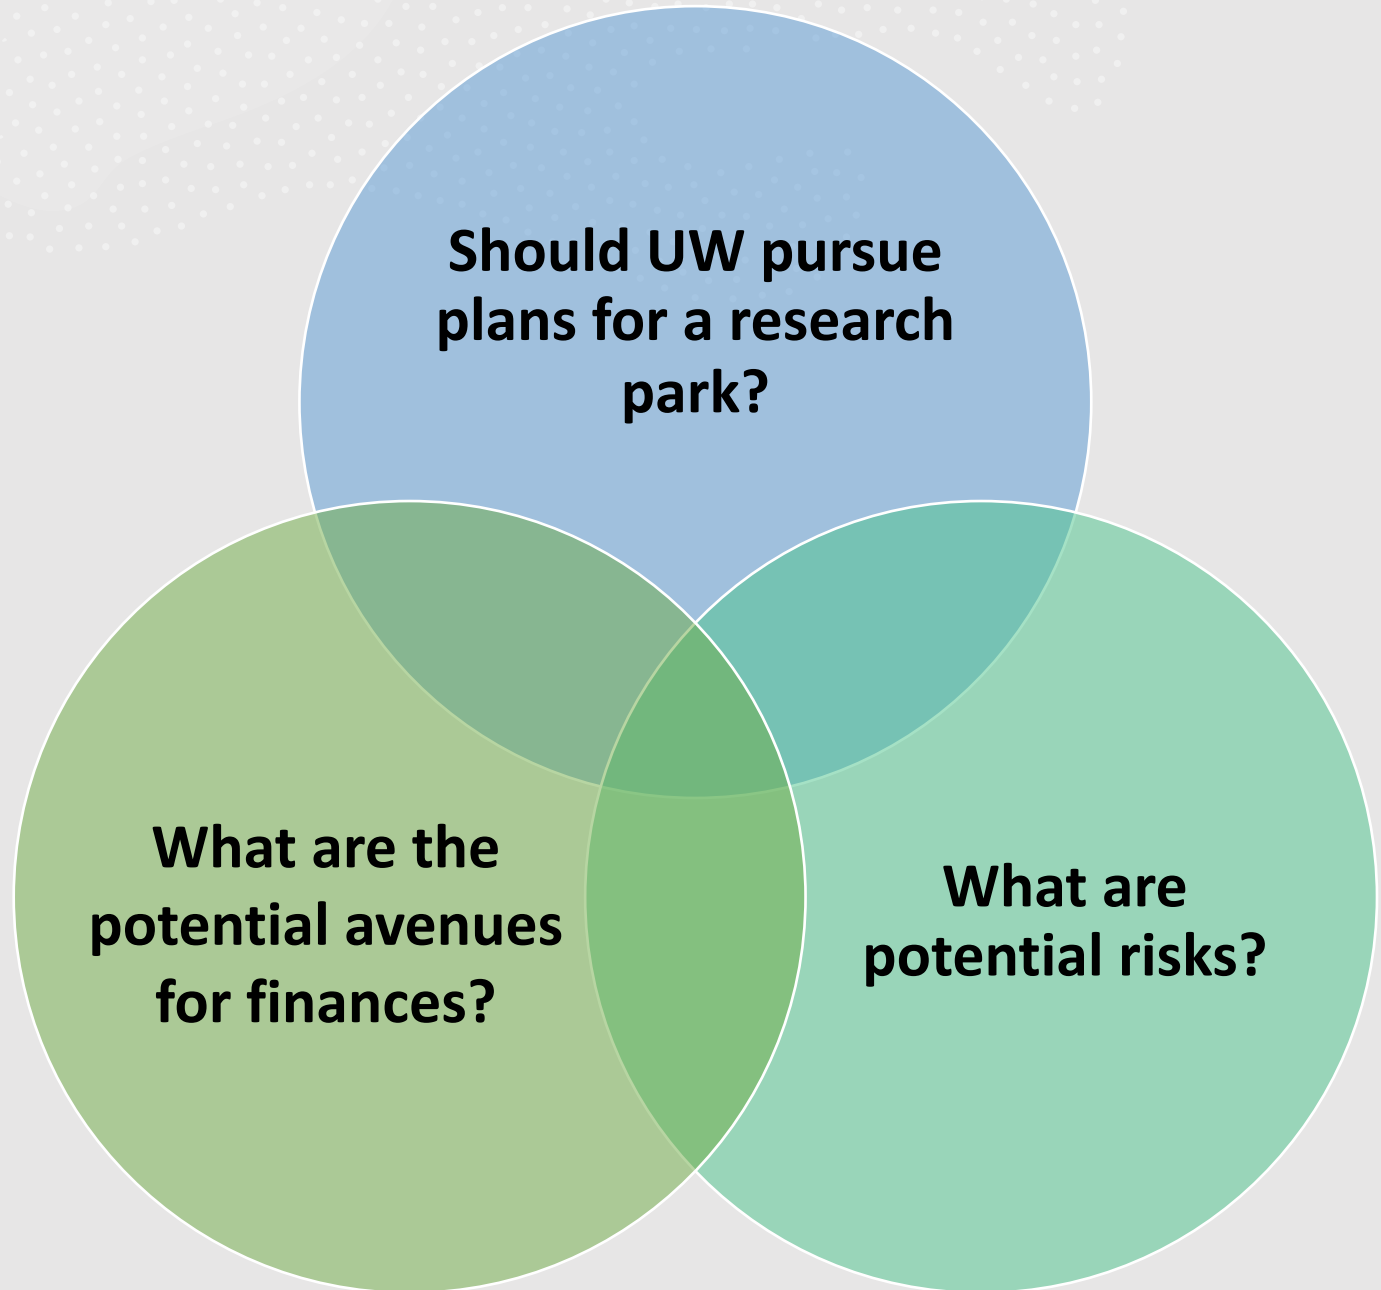 Should UW pursue
plans for a research
park?
What are the
potential avenues
for finances?
What are
potential risks?